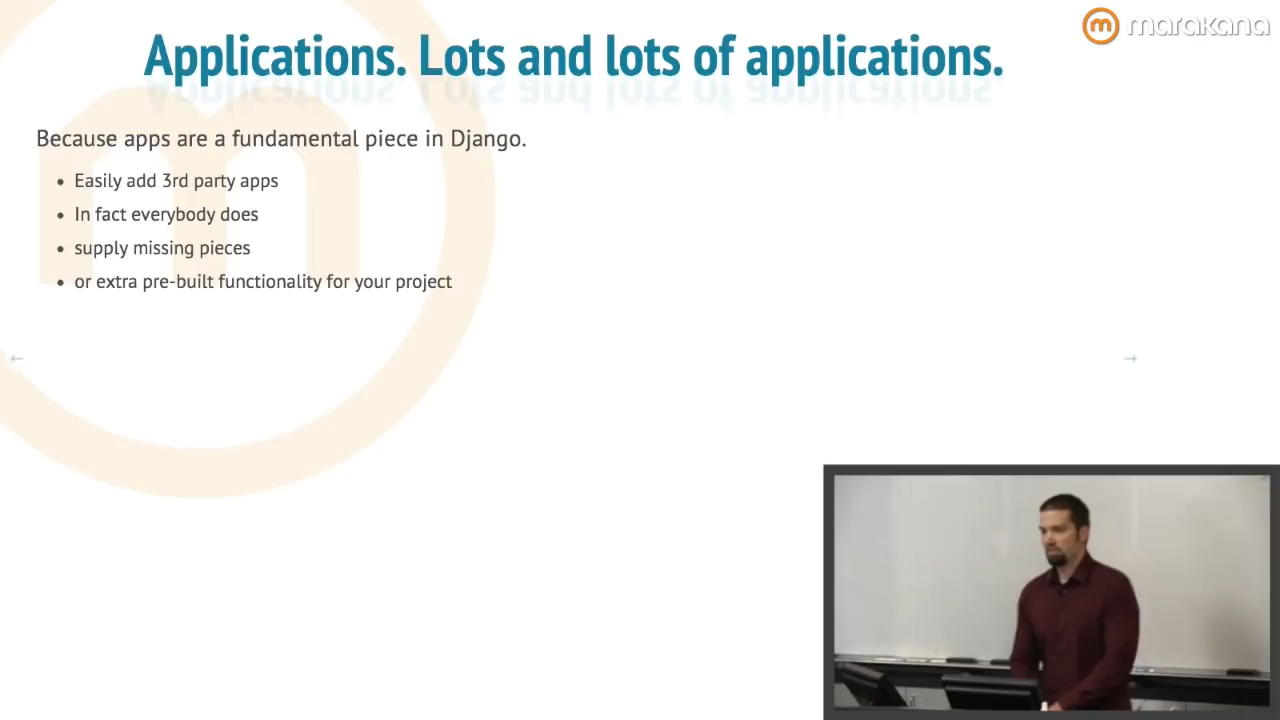 marakana
Applications. Lots and lots of applications.
Because apps are a fundamental piece in Django.
• Easily add 3rd party apps
• In fact everybody does
• supply missing pieces
• or extra pre-built functionality for your project
←
→